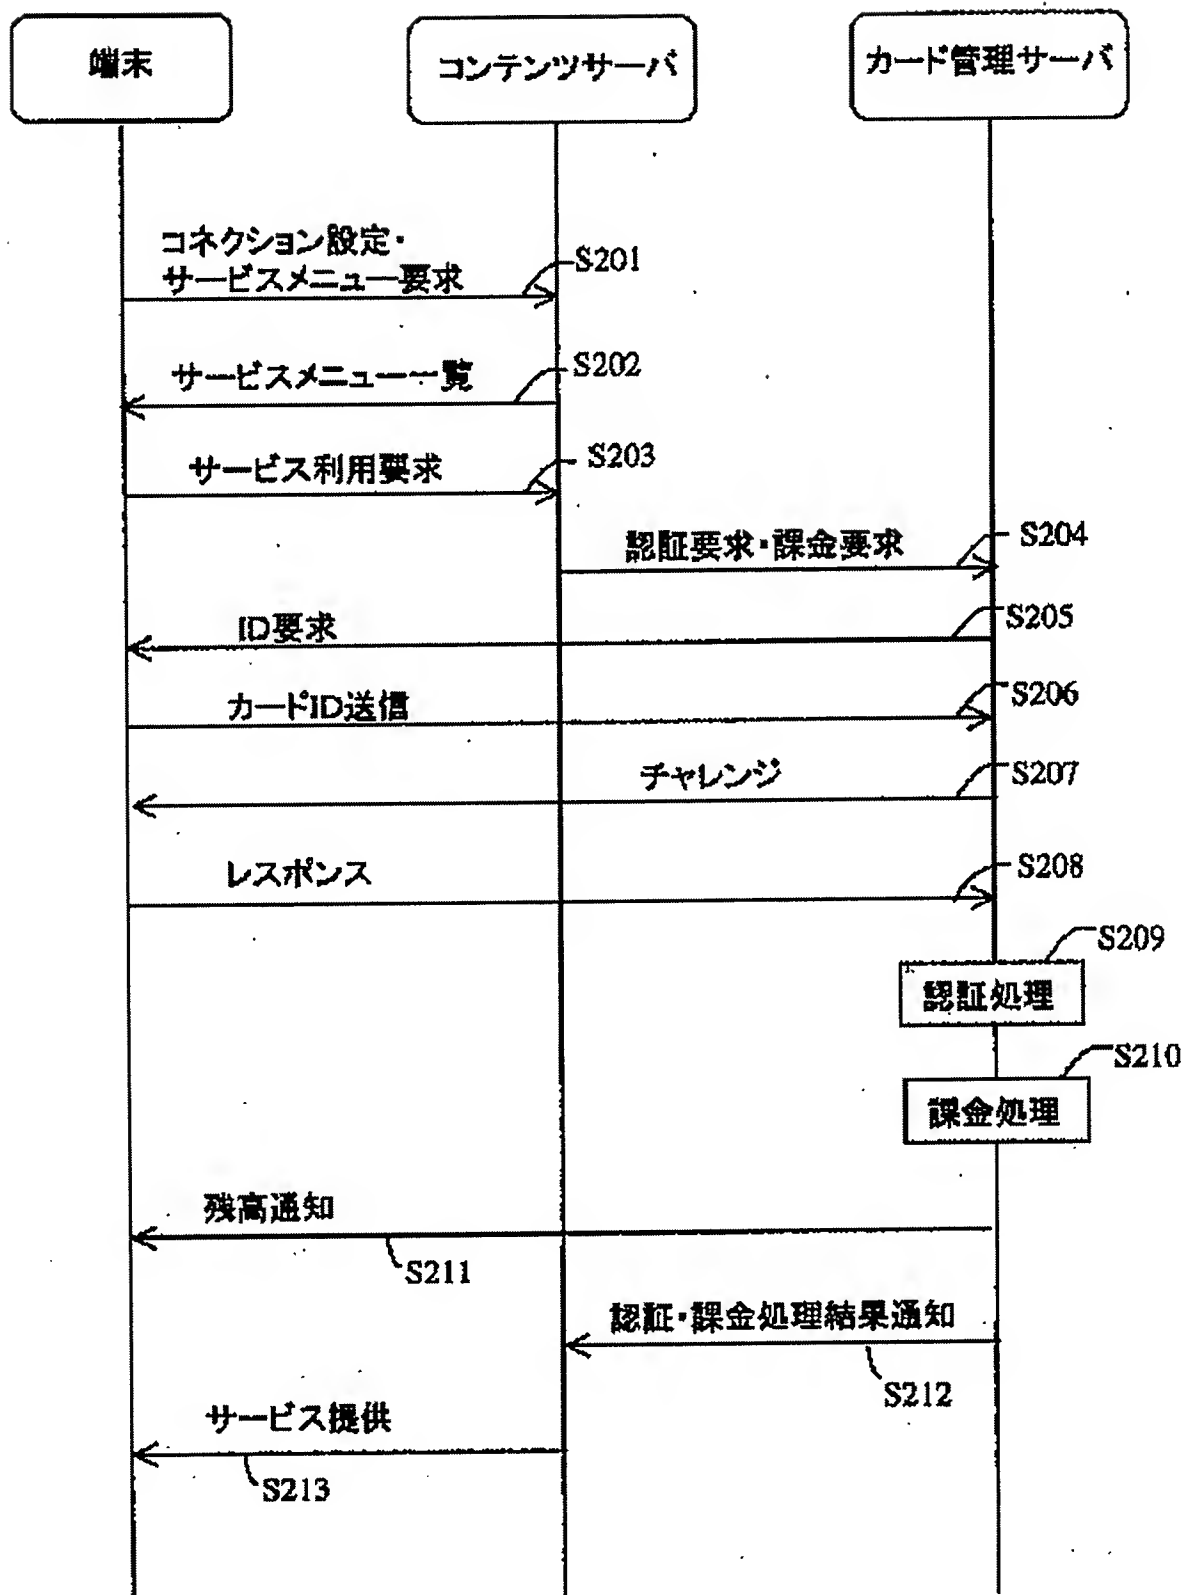 端末
コンテンツサーバ
カード管理サーバ
コネクション設定・
サービスメニュー要求
S201
サービスメニュー一覧
S202
サービス利用要求
S203
認証要求・課金要求
S204
ID要求
S205
カードID送信
S206
チャレンジ
S207
レスポンス
S208
S209
認証処理
S210
課金処理
残高通知
S211
認証・課金処理結果通知
S212
サービス提供
S213